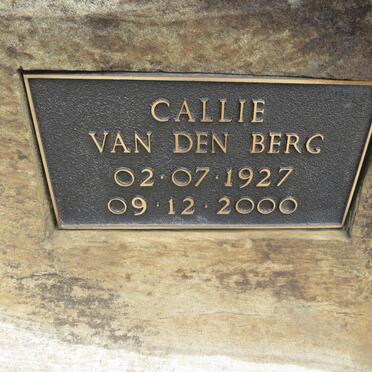 CALLIE
VAN DEN BERG
02·07·1927
09·12·2000